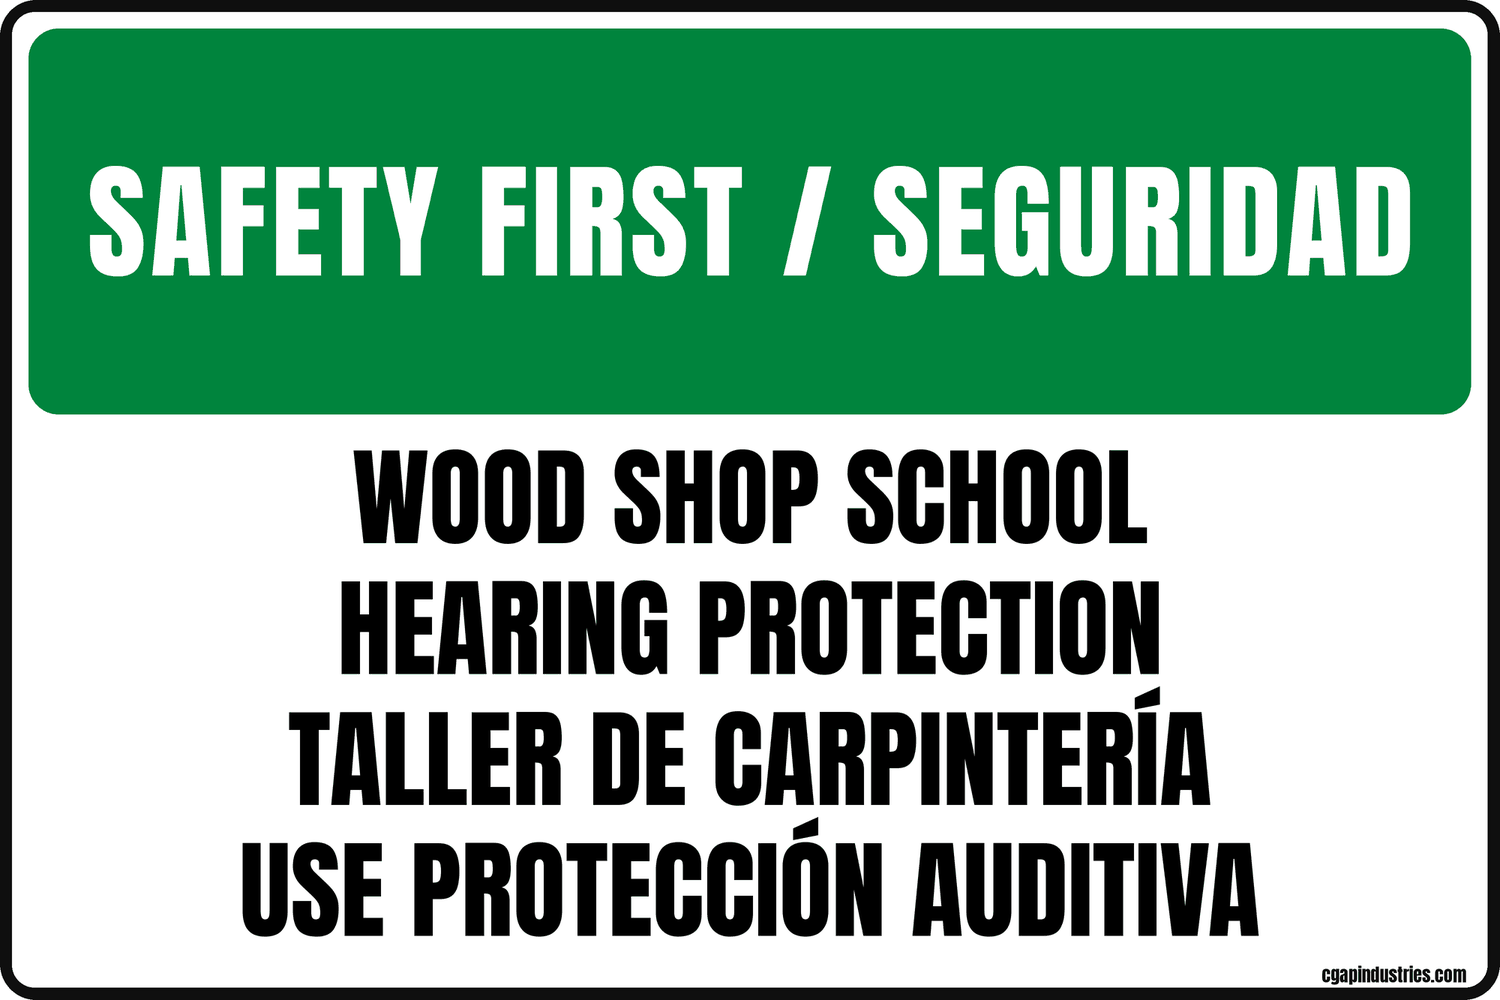 SAFETY FIRST / SEGURIDAD
WOOD SHOP SCHOOL
HEARING PROTECTION
TALLER DE CARPINTERÍA
USE PROTECCIÓN AUDITIVA
cgapindustries.com